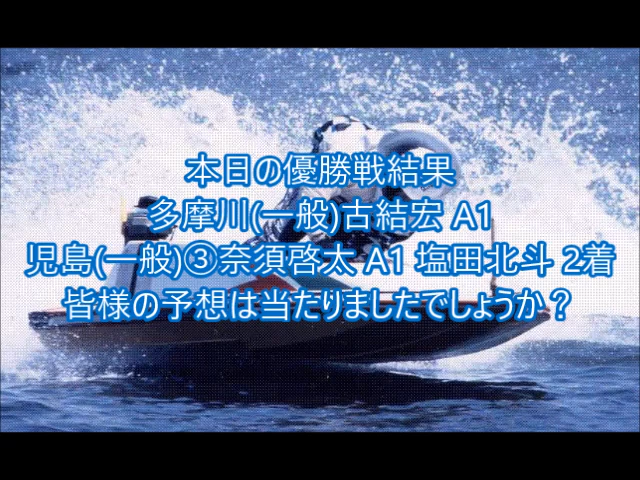 本日の優勝戦結果
多摩川(一般)古結宏 A1
児島(一般)③奈須啓太 A1 塩田北斗 2着
皆様の予想は当たりましたでしょうか？